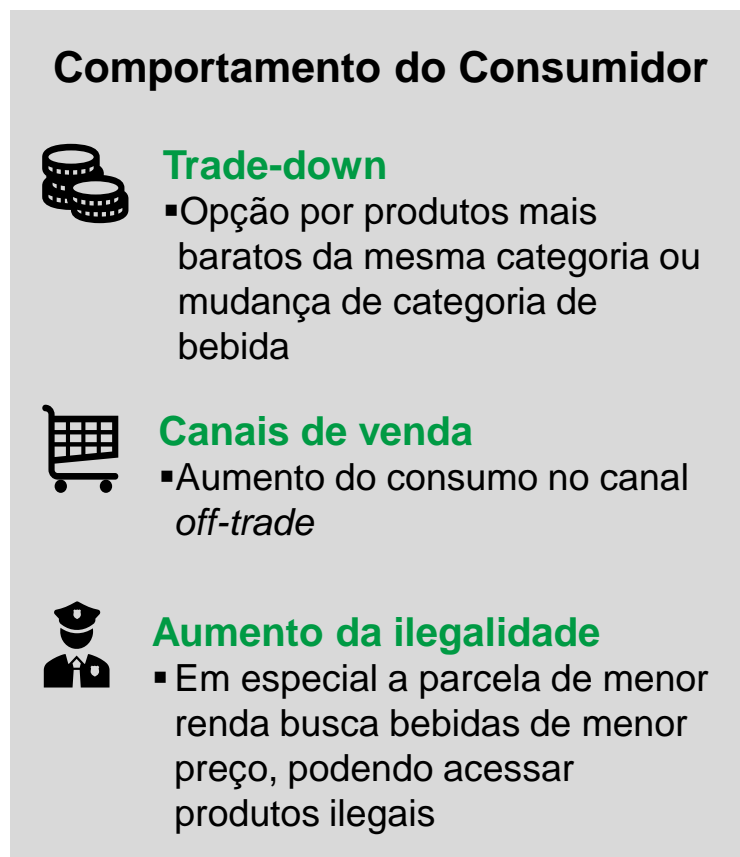 Comportamento do Consumidor
Trade-down
▪Opção por produtos mais
baratos da mesma categoria ou
mudança de categoria de
bebida
Canais de venda
▪Aumento do consumo no canal
off-trade
Aumento da ilegalidade
▪ Em especial a parcela de menor
renda busca bebidas de menor
preço, podendo acessar
produtos ilegais